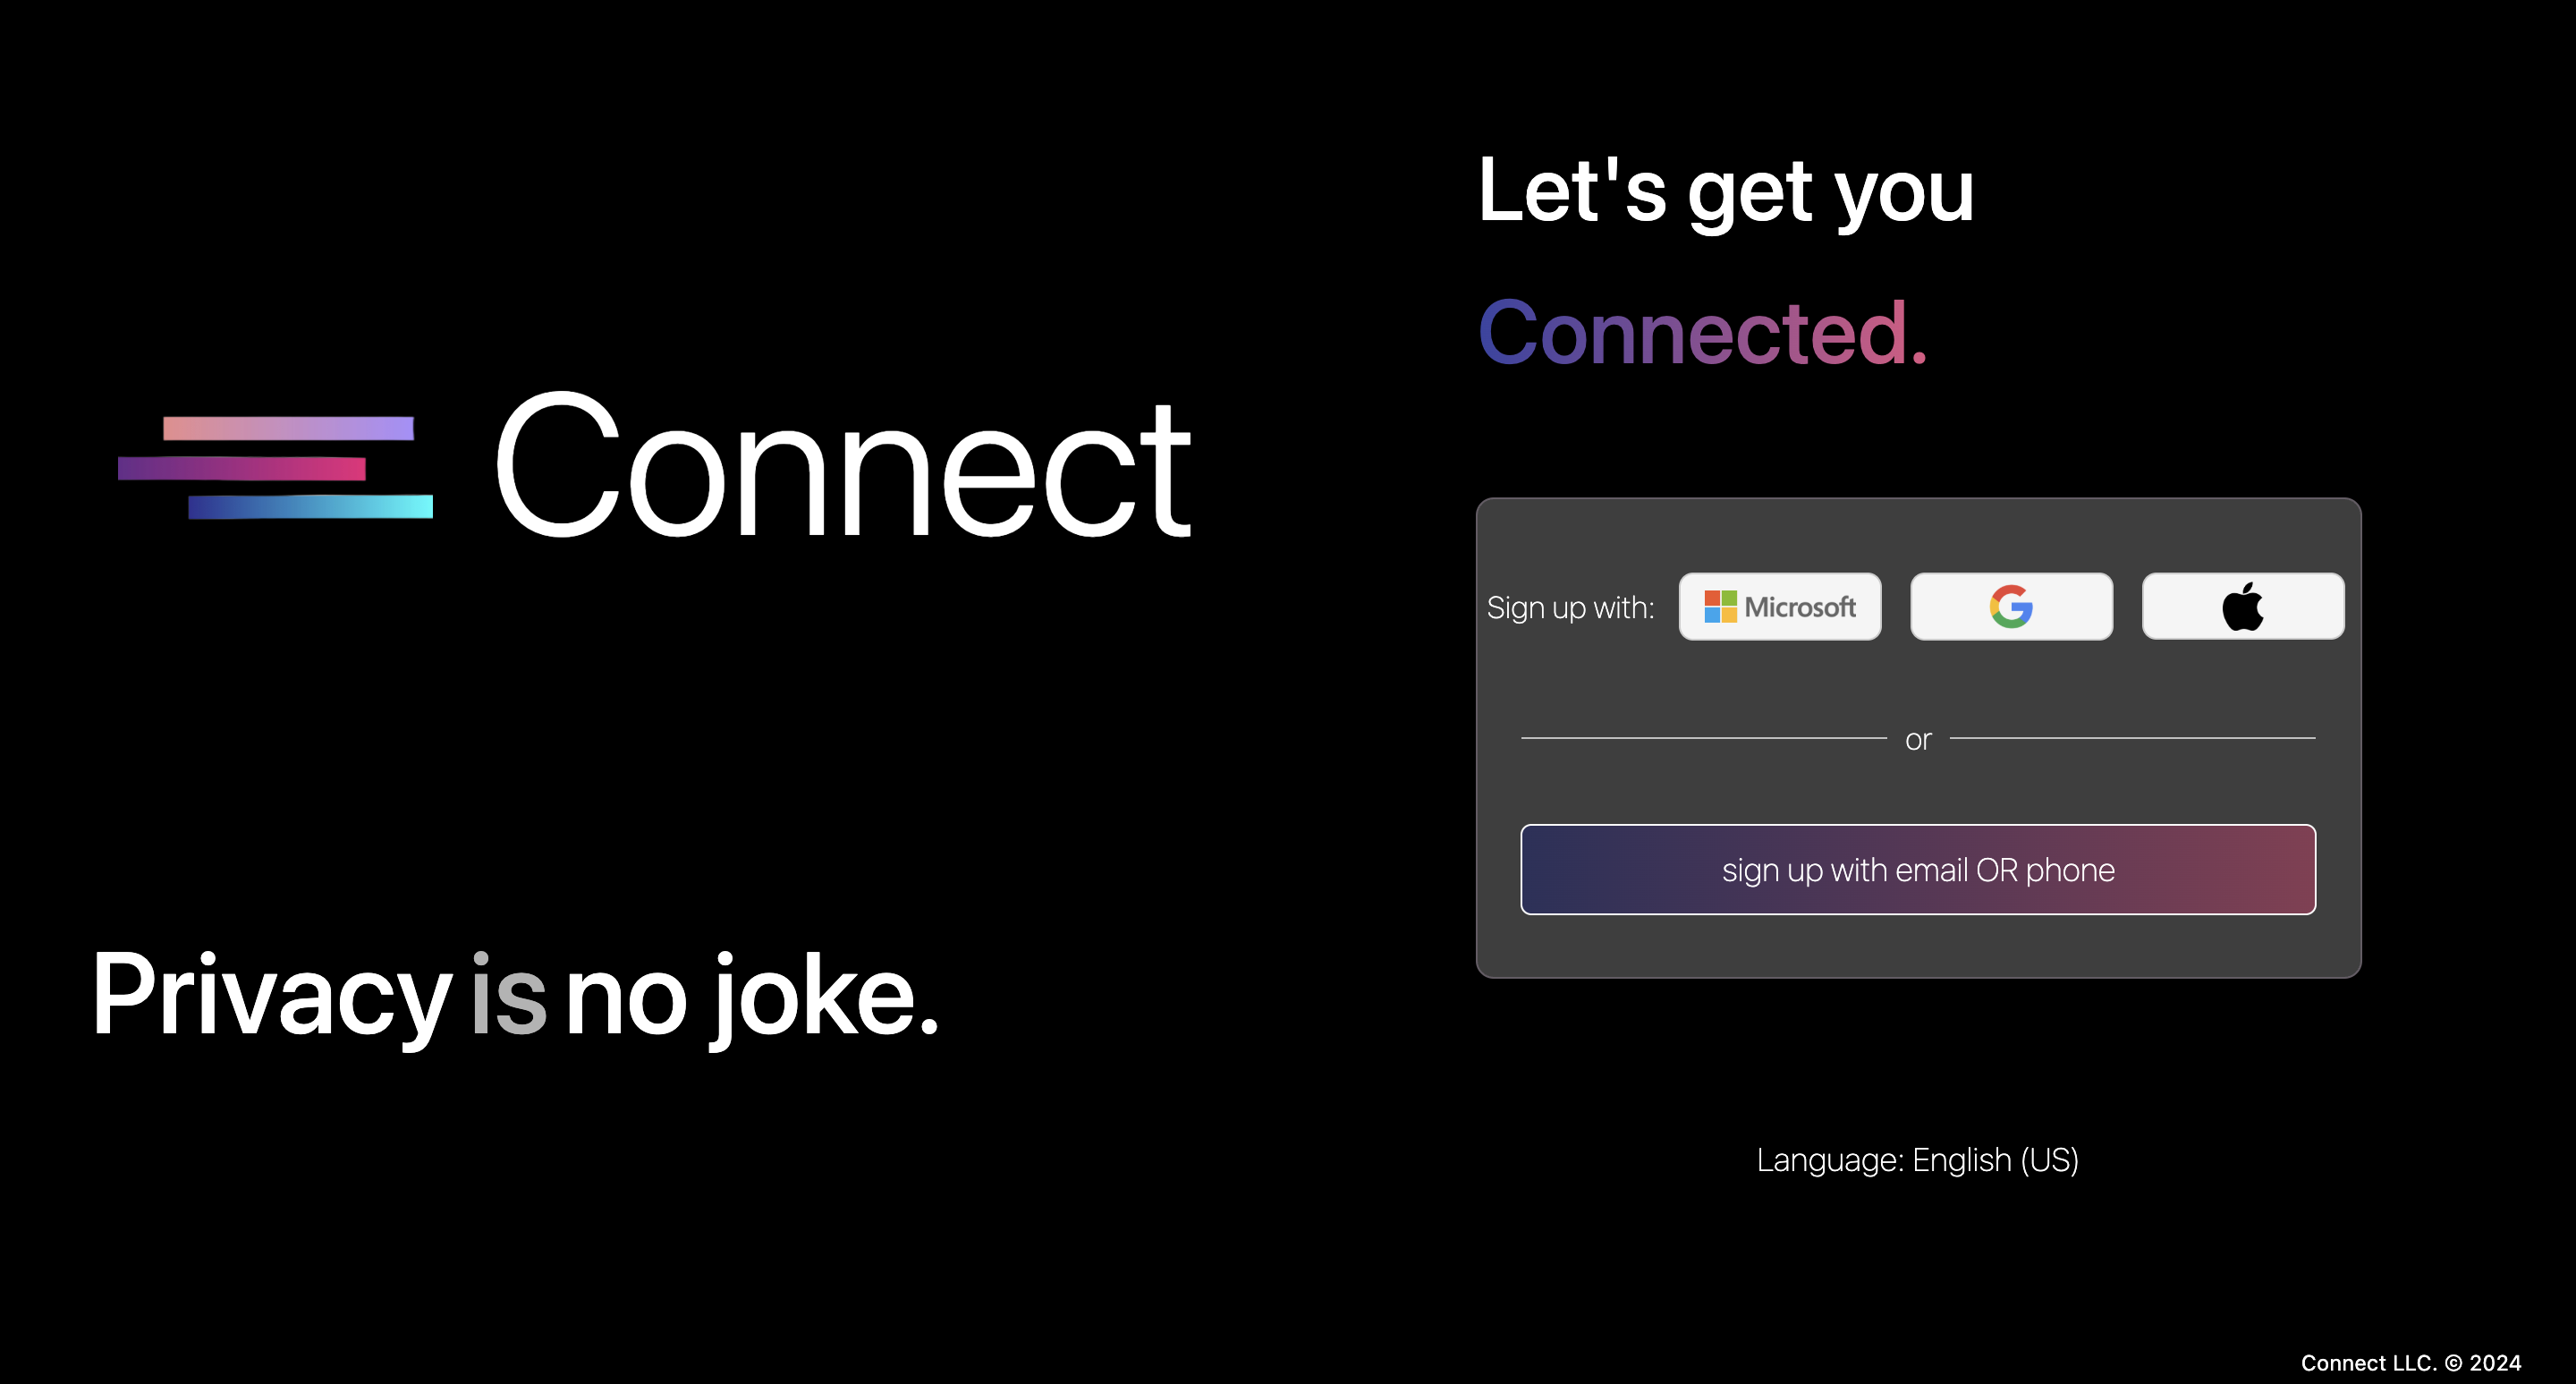 Connect
Privacy is no joke.
Let's get you
Connected.
Sign up with:
Microsoft
or
sign up with email OR phone
Language: English (US)
Connect LLC. © 2024